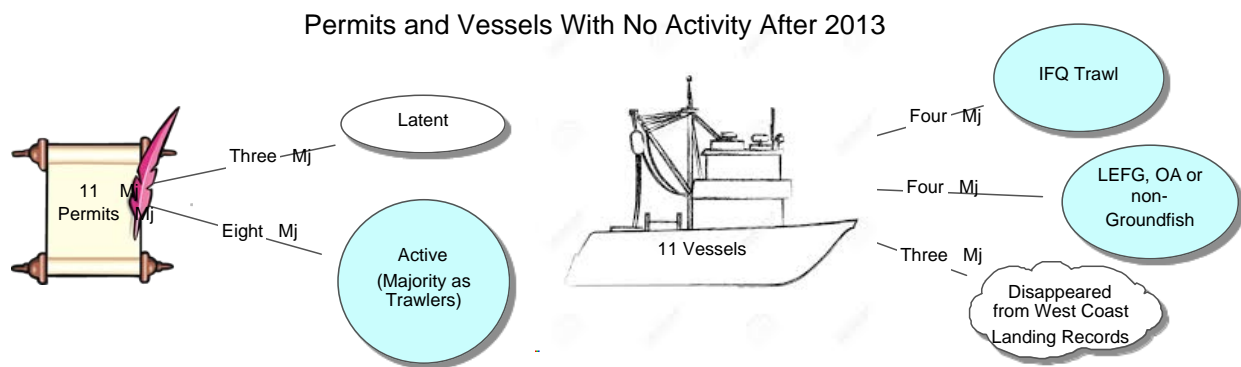 Permits and Vessels With No Activity After 2013
11 Mj
Permits Mj
Three Mj
Latent
Eight Mj
Active
(Majority as
Trawlers)
11 Vessels
Four Mj
IFQ Trawl
Four Mj
LEFG, OA or
non-
Groundfish
Three Mj
Disappeared
from West Coast
Landing Records